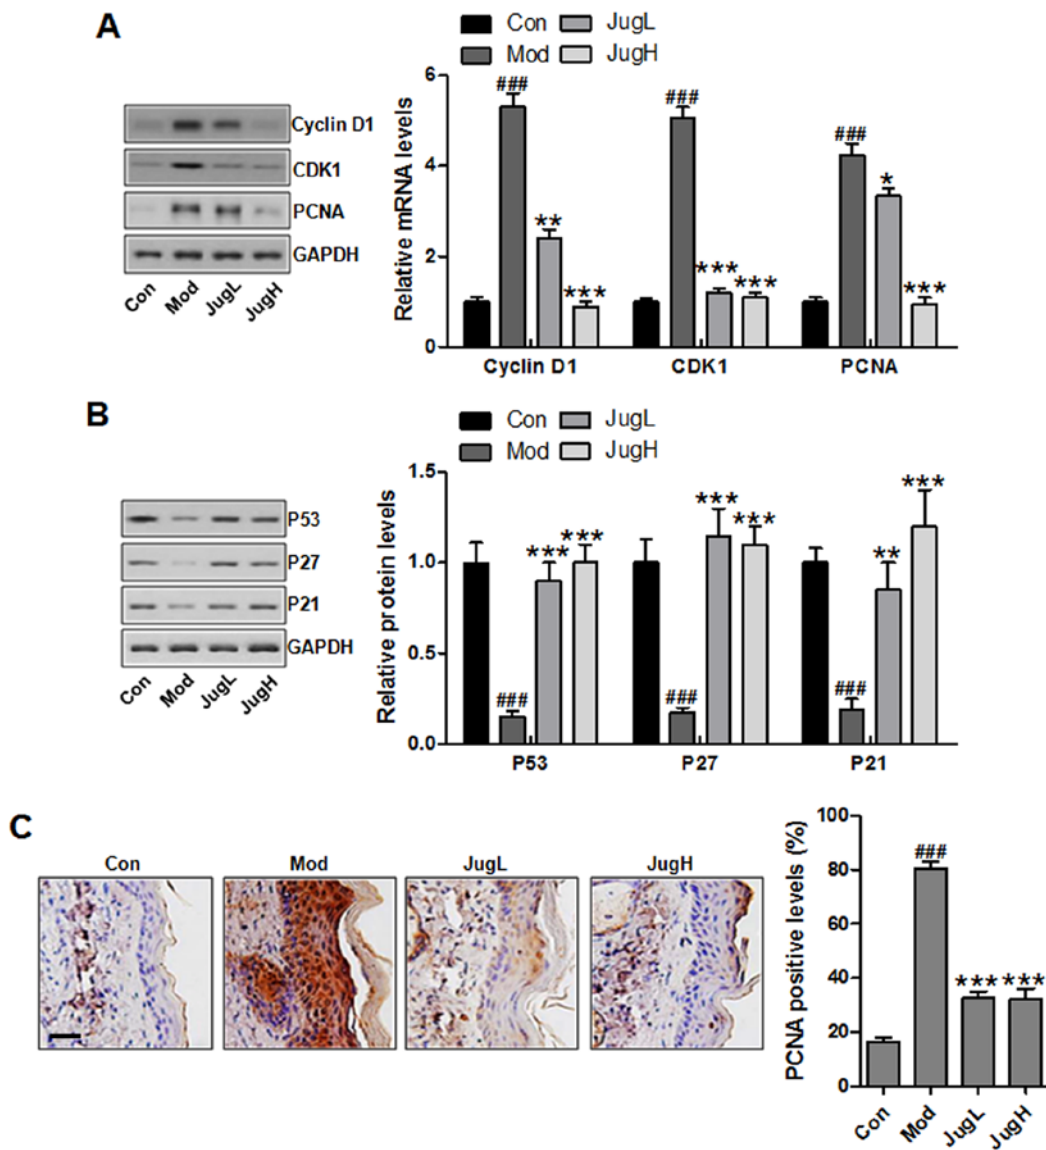 A
Con JugL
Mod JugH
Cyclin D1
CDK1
PCNA
GAPDH
Con Mod JugL JugH
Relative mRNA levels
6
4
2
0
###
**
***
###
***
***
###
*
***
Cyclin D1 CDK1 PCNA
B
Con JugL
Mod JugH
P53
P27
P21
GAPDH
Con Mod JugL JugH
Relative protein levels
1.5
1.0
0.5
0.0
###
***
***
###
***
***
###
**
***
P53 P27 P21
C
Con Mod JugL JugH
PCNA positive levels (%)
100
80
60
40
20
0
###
***
***
Con Mod JugL JugH